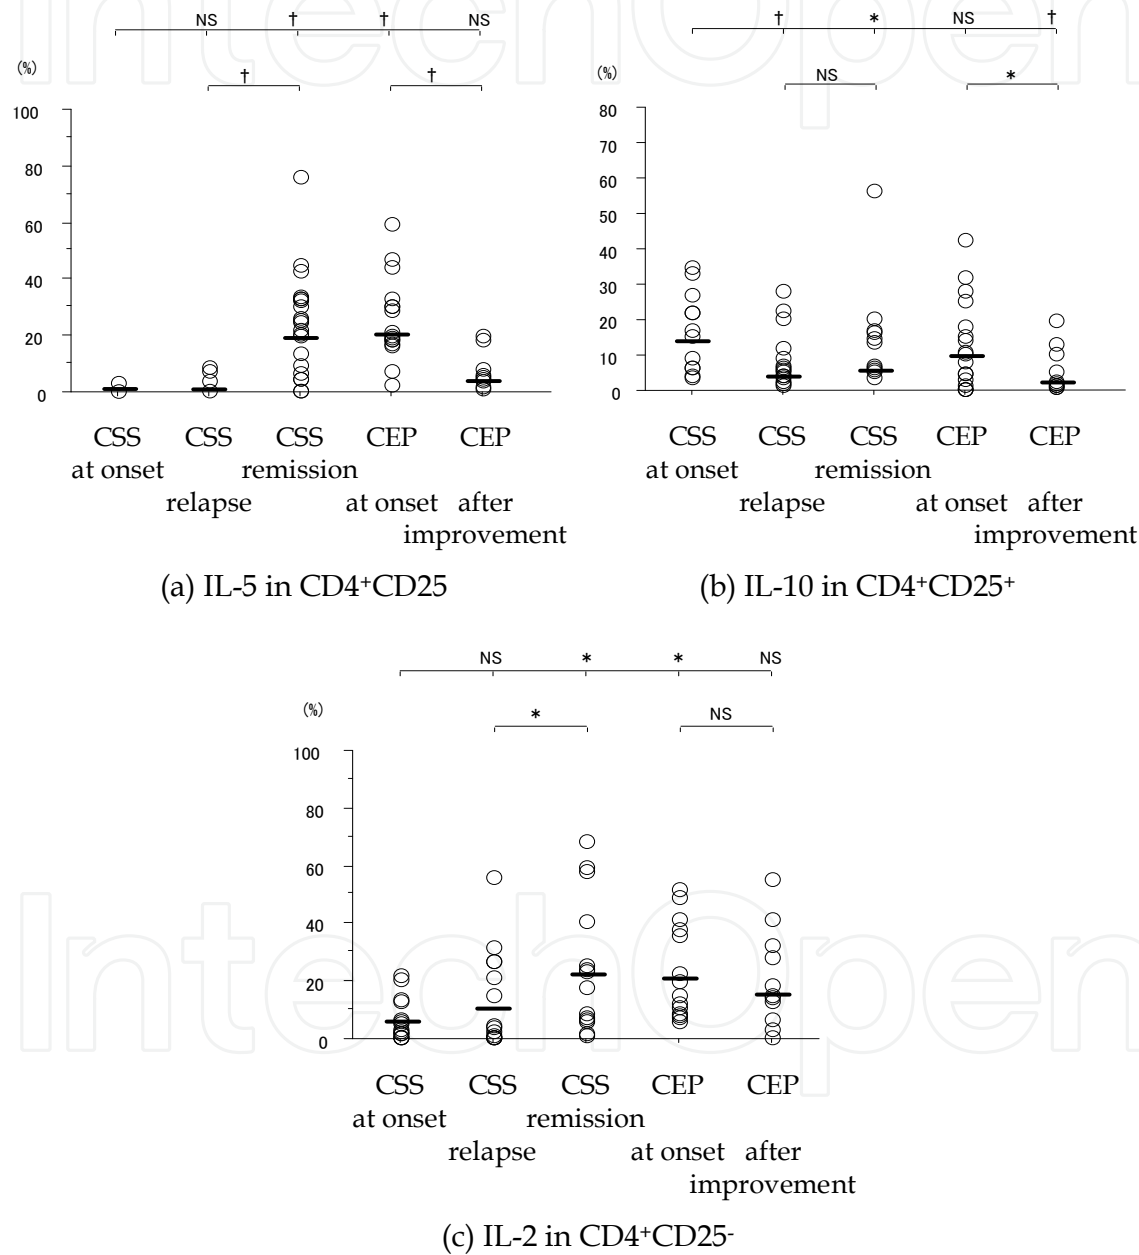 IntechOpen
NS † † NS
(%)
† †
100
80
60
40
20
0
CSS CSS CSS CEP CEP
at onset remission
relapse at onset after
improvement
(a) IL-5 in CD4+CD25
† * NS †
(%)
NS *
80
70
60
50
40
30
20
10
0
CSS CSS CSS CEP CEP
at onset remission
relapse at onset after
improvement
(b) IL-10 in CD4+CD25+
NS * * NS
(%)
* NS
100
80
60
40
20
0
CSS CSS CSS CEP CEP
at onset remission
relapse at onset after
improvement
(c) IL-2 in CD4+CD25-
IntechOpen